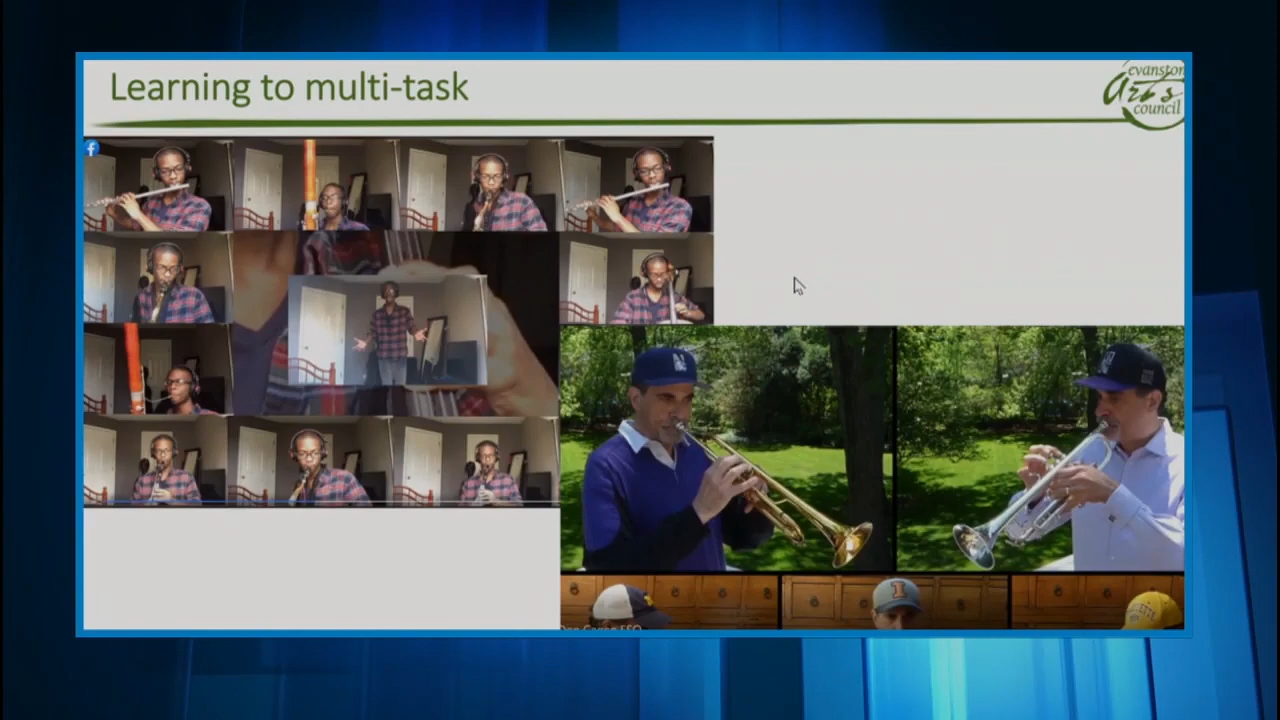 Learning to multi-task
evanston
Arts
council
f
N
N
I